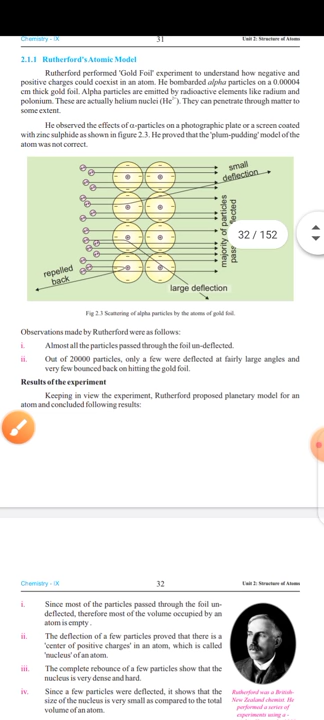 Chemistry - IX 31 Unit 2: Structure of Atoms
2.1.1 Rutherford's Atomic Model
Rutherford performed 'Gold Foil' experiment to understand how negative and
positive charges could coexist in an atom. He bombarded alpha particles on a 0.00004
cm thick gold foil. Alpha particles are emitted by radioactive elements like radium and
polonium. These are actually helium nuclei (He²⁺). They can penetrate through matter to
some extent.
He observed the effects of α-particles on a photographic plate or a screen coated
with zinc sulphide as shown in figure 2.3. He proved that the 'plum-pudding' model of the
atom was not correct.
small
deflection
majority of particles
32 / 152
repelled
back
large deflection
Fig 2.3 Scattering of alpha particles by the atoms of gold foil.
Observations made by Rutherford were as follows:
i. Almost all the particles passed through the foil un-deflected.
ii. Out of 20000 particles, only a few were deflected at fairly large angles and
very few bounced back on hitting the gold foil.
Results of the experiment
Keeping in view the experiment, Rutherford proposed planetary model for an
atom and concluded following results:
Chemistry - IX 32 Unit 2: Structure of Atoms
i. Since most of the particles passed through the foil un-
deflected, therefore most of the volume occupied by an
atom is empty .
ii. The deflection of a few particles proved that there is a
'center of positive charges' in an atom, which is called
'nucleus' of an atom.
iii. The complete rebounce of a few particles show that the
nucleus is very dense and hard.
iv. Since a few particles were deflected, it shows that the
size of the nucleus is very small as compared to the total
volume of an atom.
Rutherford was a British-
New Zealand chemist. He
performed a series of
experiments using α -